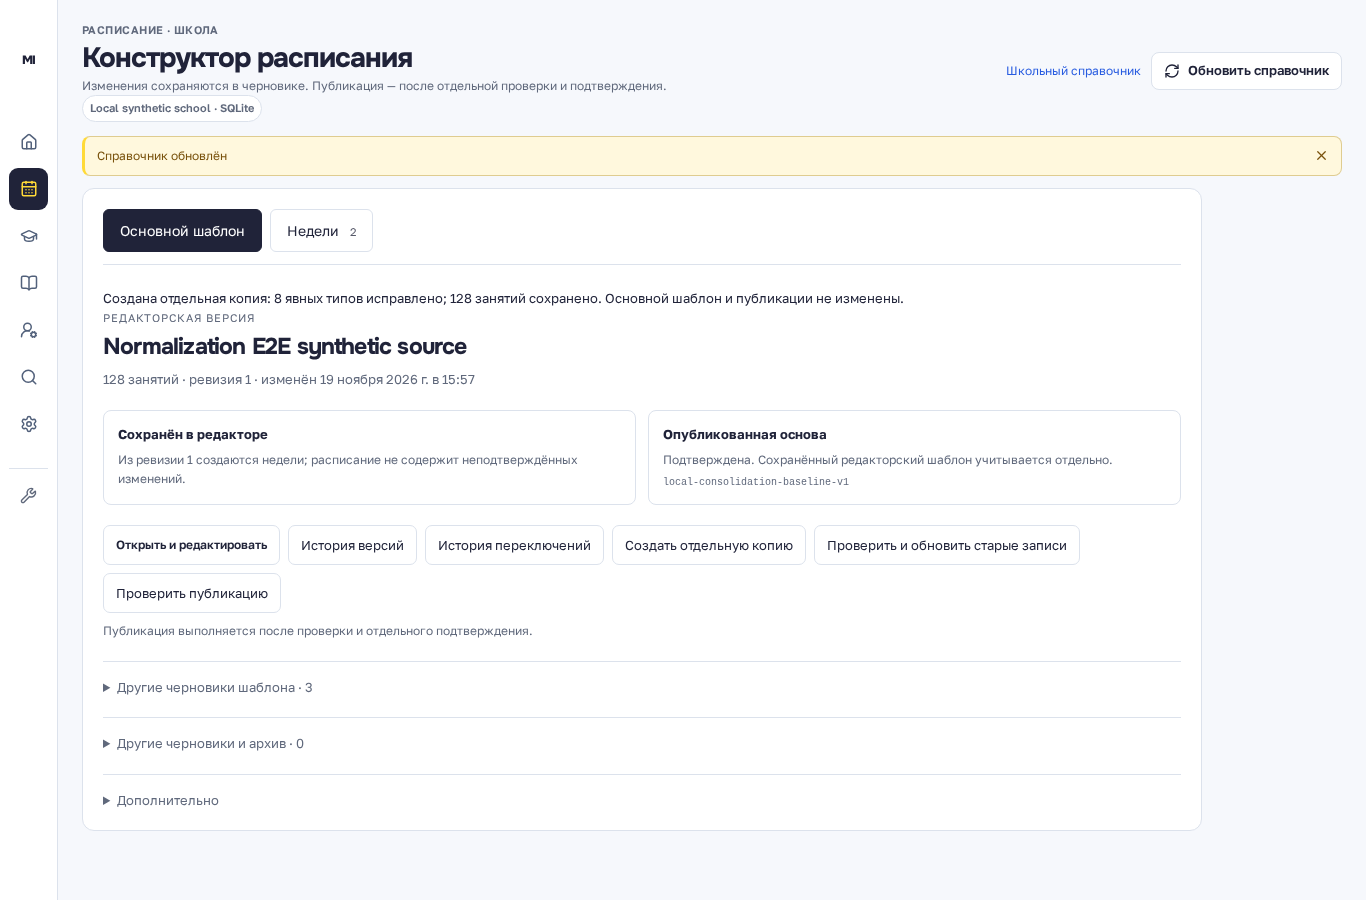 MI
РАСПИСАНИЕ · ШКОЛА
Конструктор расписания
Изменения сохраняются в черновике. Публикация — после отдельной проверки и подтверждения.
Local synthetic school · SQLite
Школьный справочник
Обновить справочник
Справочник обновлён
Основной шаблон
Недели 2
Создана отдельная копия: 8 явных типов исправлено; 128 занятий сохранено. Основной шаблон и публикации не изменены.
РЕДАКТОРСКАЯ ВЕРСИЯ
Normalization E2E synthetic source
128 занятий · ревизия 1 · изменён 19 ноября 2026 г. в 15:57
Сохранён в редакторе
Из ревизии 1 создаются недели; расписание не содержит неподтверждённых
изменений.
Опубликованная основа
Подтверждена. Сохранённый редакторский шаблон учитывается отдельно.
local-consolidation-baseline-v1
Открыть и редактировать
История версий
История переключений
Создать отдельную копию
Проверить и обновить старые записи
Проверить публикацию
Публикация выполняется после проверки и отдельного подтверждения.
Другие черновики шаблона · 3
Другие черновики и архив · 0
Дополнительно